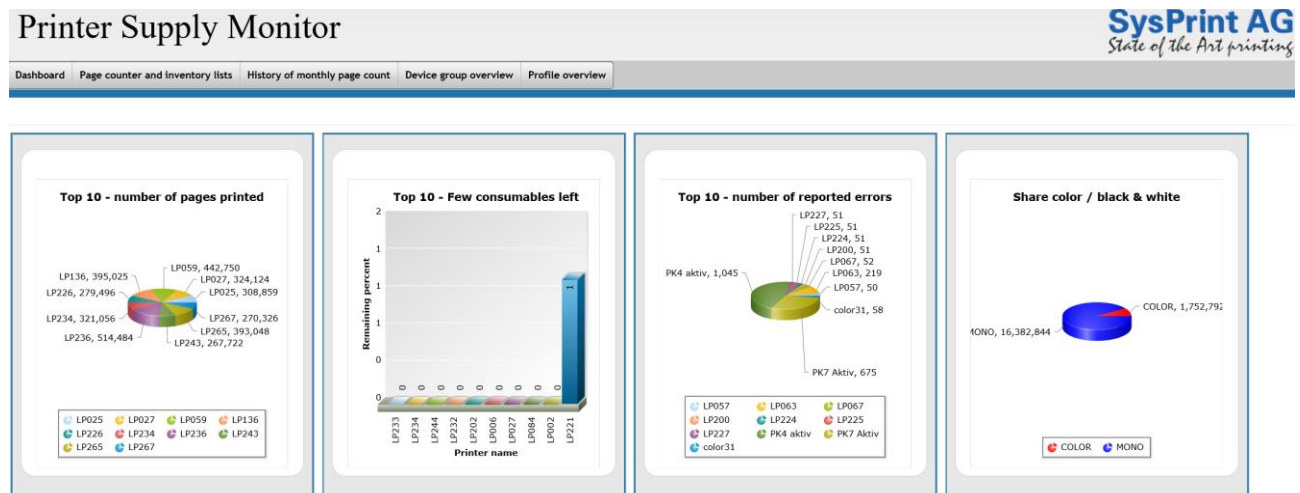 Printer Supply Monitor
SysPrint AG
State of the Art printing
Dashboard Page counter and inventory lists History of monthly page count Device group overview Profile overview
Top 10 - number of pages printed
LP059, 442,750
LP136, 395,025
LP027, 324,124
LP226, 279,496
LP025, 308,859
LP234, 321,056
LP267, 270,326
LP265, 393,048
LP236, 514,484
LP243, 267,722
LP025 LP027 LP059 LP136
LP226 LP234 LP236 LP243
LP265 LP267
Top 10 - Few consumables left
Remaining percent
2
1
1
1
0
0
0 0 0 0 0 0 0 0 0 1
LP233 LP234 LP244 LP232 LP202 LP006 LP027 LP084 LP002 LP221
Printer name
Top 10 - number of reported errors
LP227, 51
LP225, 51
LP224, 51
LP200, 51
LP067, 52
PK4 aktiv, 1,045
LP063, 219
LP057, 50
color31, 58
PK7 Aktiv, 675
LP057 LP063 LP067
LP200 LP224 LP225
LP227 PK4 aktiv PK7 Aktiv
color31
Share color / black & white
COLOR, 1,752,792
MONO, 16,382,844
COLOR MONO